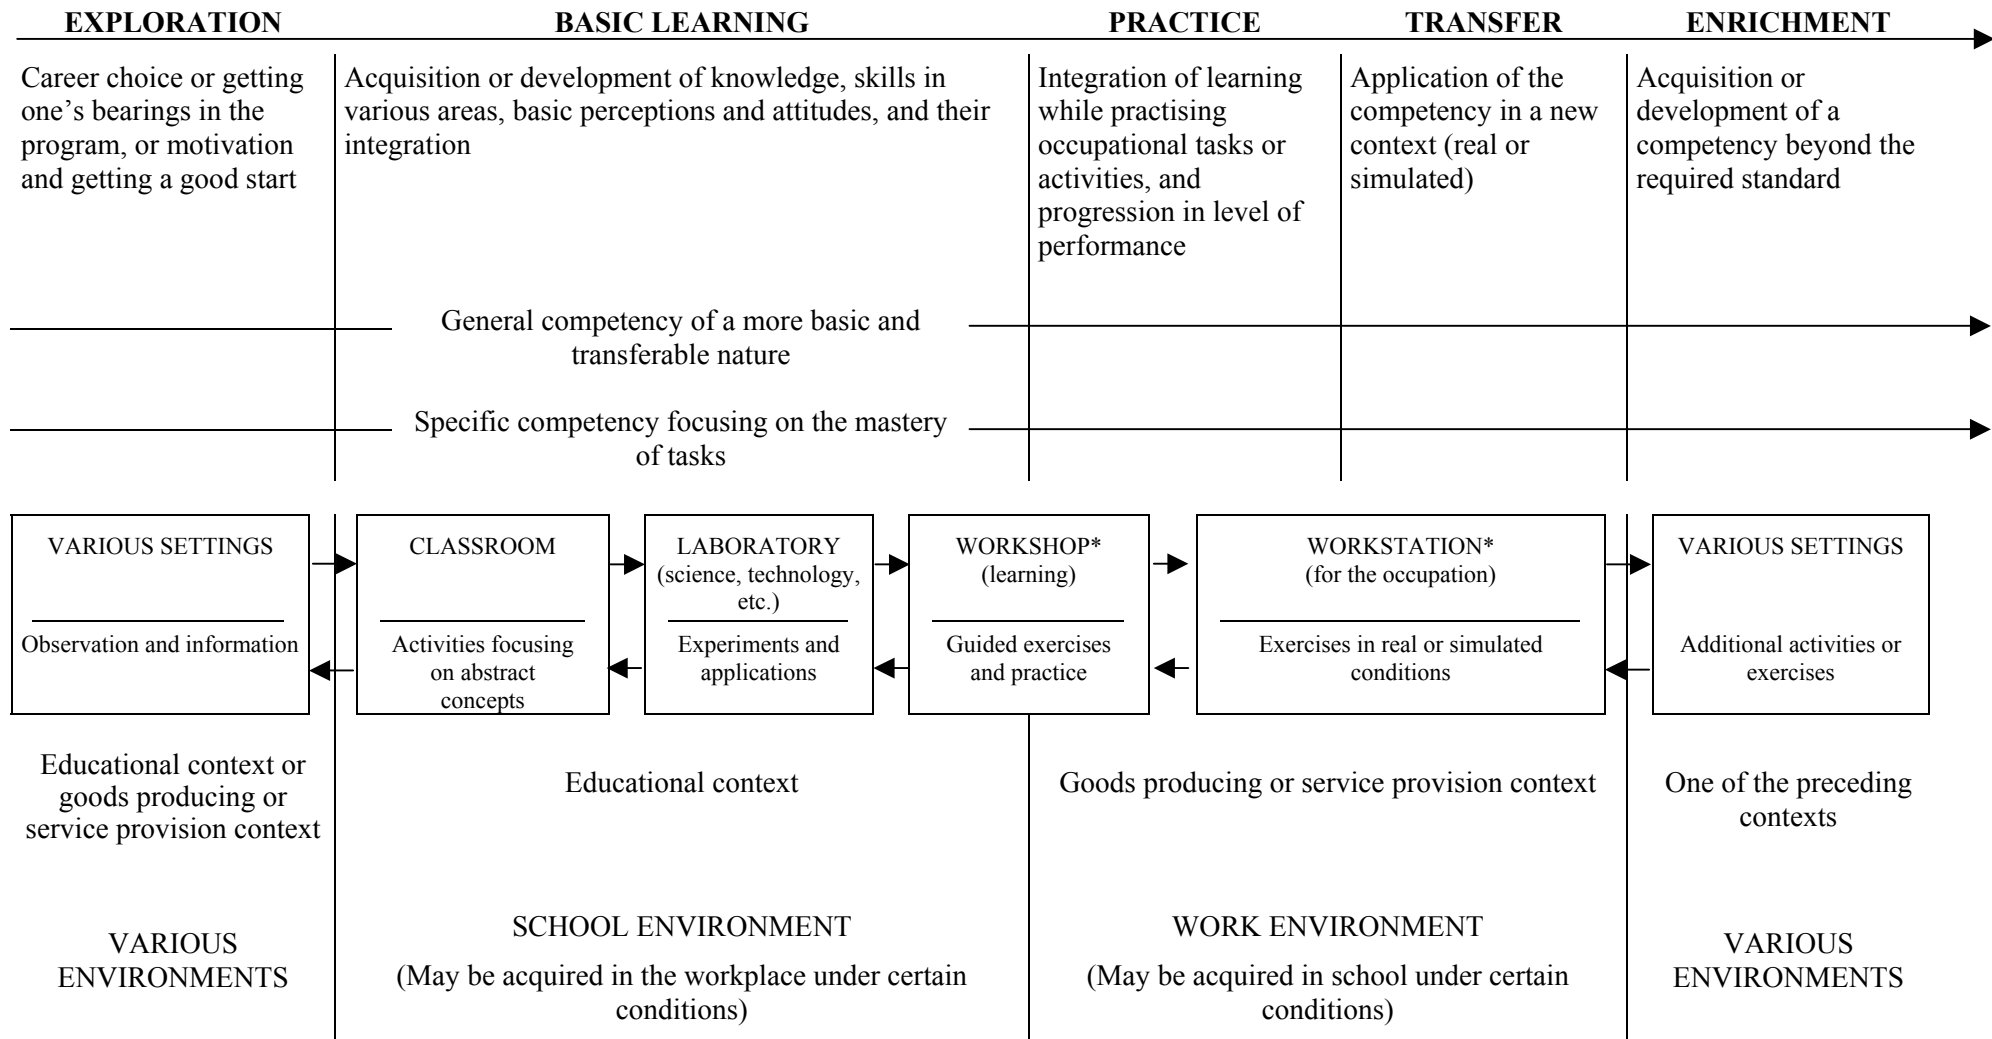 EXPLORATION
BASIC LEARNING
PRACTICE
TRANSFER
ENRICHMENT
Career choice or getting
one’s bearings in the
program, or motivation
and getting a good start
Acquisition or development of knowledge, skills in
various areas, basic perceptions and attitudes, and their
integration
Integration of learning
while practising
occupational tasks or
activities, and
progression in level of
performance
Application of the
competency in a new
context (real or
simulated)
Acquisition or
development of a
competency beyond the
required standard
General competency of a more basic and
transferable nature
Specific competency focusing on the mastery
of tasks
VARIOUS SETTINGS
Observation and information
CLASSROOM
Activities focusing
on abstract
concepts
LABORATORY
(science, technology,
etc.)
Experiments and
applications
WORKSHOP*
(learning)
Guided exercises
and practice
WORKSTATION*
(for the occupation)
Exercises in real or simulated
conditions
VARIOUS SETTINGS
Additional activities or
exercises
Educational context or
goods producing or
service provision context
Educational context
Goods producing or service provision context
One of the preceding
contexts
VARIOUS
ENVIRONMENTS
SCHOOL ENVIRONMENT
(May be acquired in the workplace under certain
conditions)
WORK ENVIRONMENT
(May be acquired in school under certain
conditions)
VARIOUS
ENVIRONMENTS